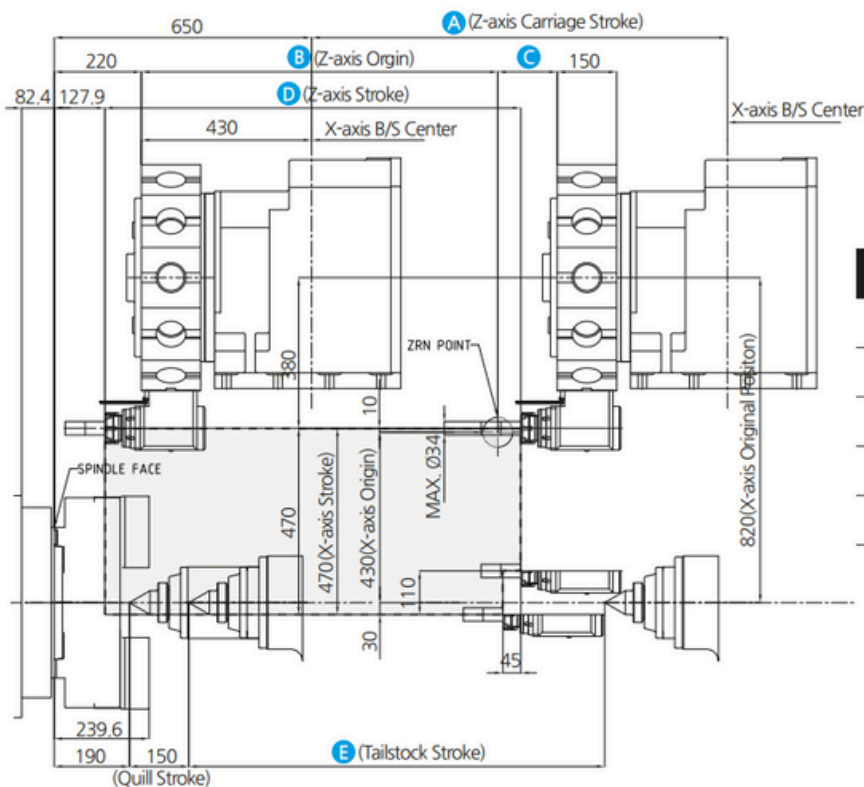 650
A (Z-axis Carriage Stroke)
220
B (Z-axis Orgin)
C
150
82.4
127.9
D (Z-axis Stroke)
430
X-axis B/S Center
X-axis B/S Center
ZRN POINT
380
10
MAX. Ø34
820(X-axis Original Positon)
SPINDLE FACE
470
470(X-axis Stroke)
430(X-axis Origin)
110
30
45
239.6
190
150
E (Tailstock Stroke)
(Quill Stroke)